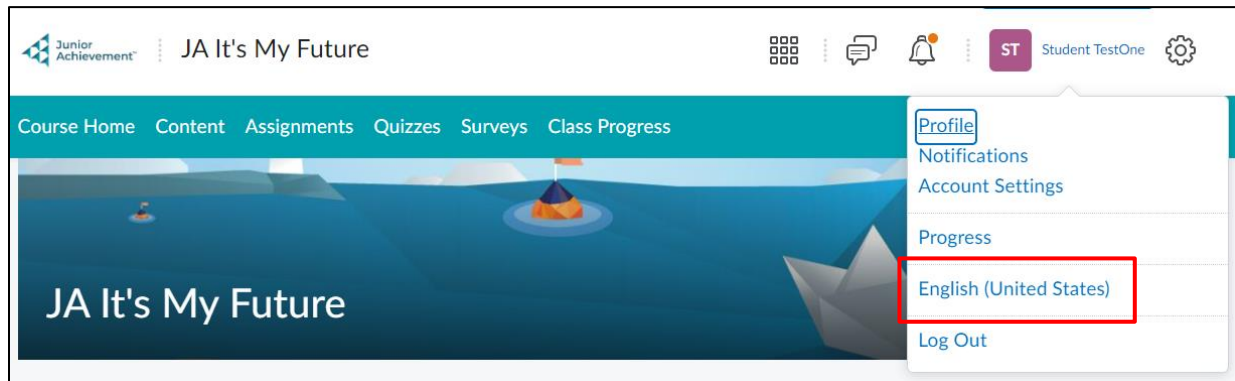 Junior
Achievement™
JA It's My Future
ST
Student TestOne
Course Home Content Assignments Quizzes Surveys Class Progress
Profile
Notifications
Account Settings
Progress
English (United States)
Log Out
JA It's My Future